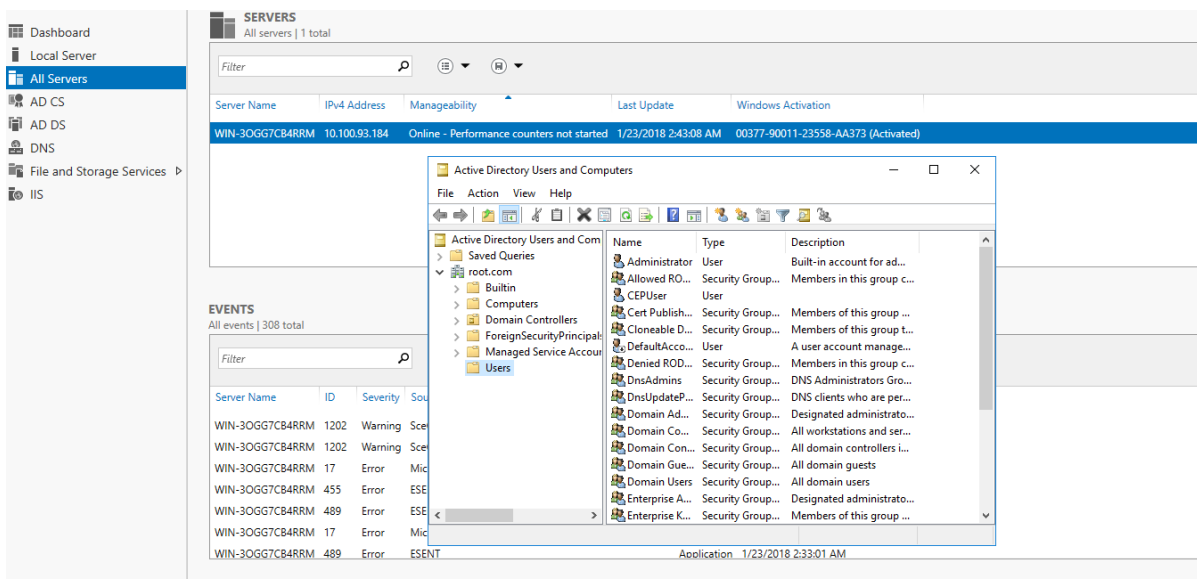 Dashboard
Local Server
All Servers
AD CS
AD DS
DNS
File and Storage Services
IIS
SERVERS
All servers | 1 total
Filter
Server Name IPv4 Address Manageability Last Update Windows Activation
WIN-3OGG7CB4RRM 10.100.93.184 Online - Performance counters not started 1/23/2018 2:43:08 AM 00377-90011-23558-AA373 (Activated)
EVENTS
All events | 308 total
Filter
Server Name ID Severity Sou
WIN-3OGG7CB4RRM 1202 Warning Sce
WIN-3OGG7CB4RRM 1202 Warning Sce
WIN-3OGG7CB4RRM 17 Error Mic
WIN-3OGG7CB4RRM 455 Error ESE
WIN-3OGG7CB4RRM 489 Error ESE
WIN-3OGG7CB4RRM 17 Error Mic
WIN-3OGG7CB4RRM 489 Error ESENT Application 1/23/2018 2:33:01 AM
Active Directory Users and Computers
File Action View Help
Active Directory Users and Com
Saved Queries
root.com
Builtin
Computers
Domain Controllers
ForeignSecurityPrincipals
Managed Service Accour
Users
Name Type Description
Administrator User Built-in account for ad...
Allowed RO... Security Group... Members in this group c...
CEPUser User
Cert Publish... Security Group... Members of this group ...
Cloneable D... Security Group... Members of this group t...
DefaultAcco... User A user account manage...
Denied ROD... Security Group... Members in this group c...
DnsAdmins Security Group... DNS Administrators Gro...
DnsUpdateP... Security Group... DNS clients who are per...
Domain Ad... Security Group... Designated administrato...
Domain Co... Security Group... All workstations and ser...
Domain Con... Security Group... All domain controllers i...
Domain Gue... Security Group... All domain guests
Domain Users Security Group... All domain users
Enterprise A... Security Group... Designated administrato...
Enterprise K... Security Group... Members of this group ...